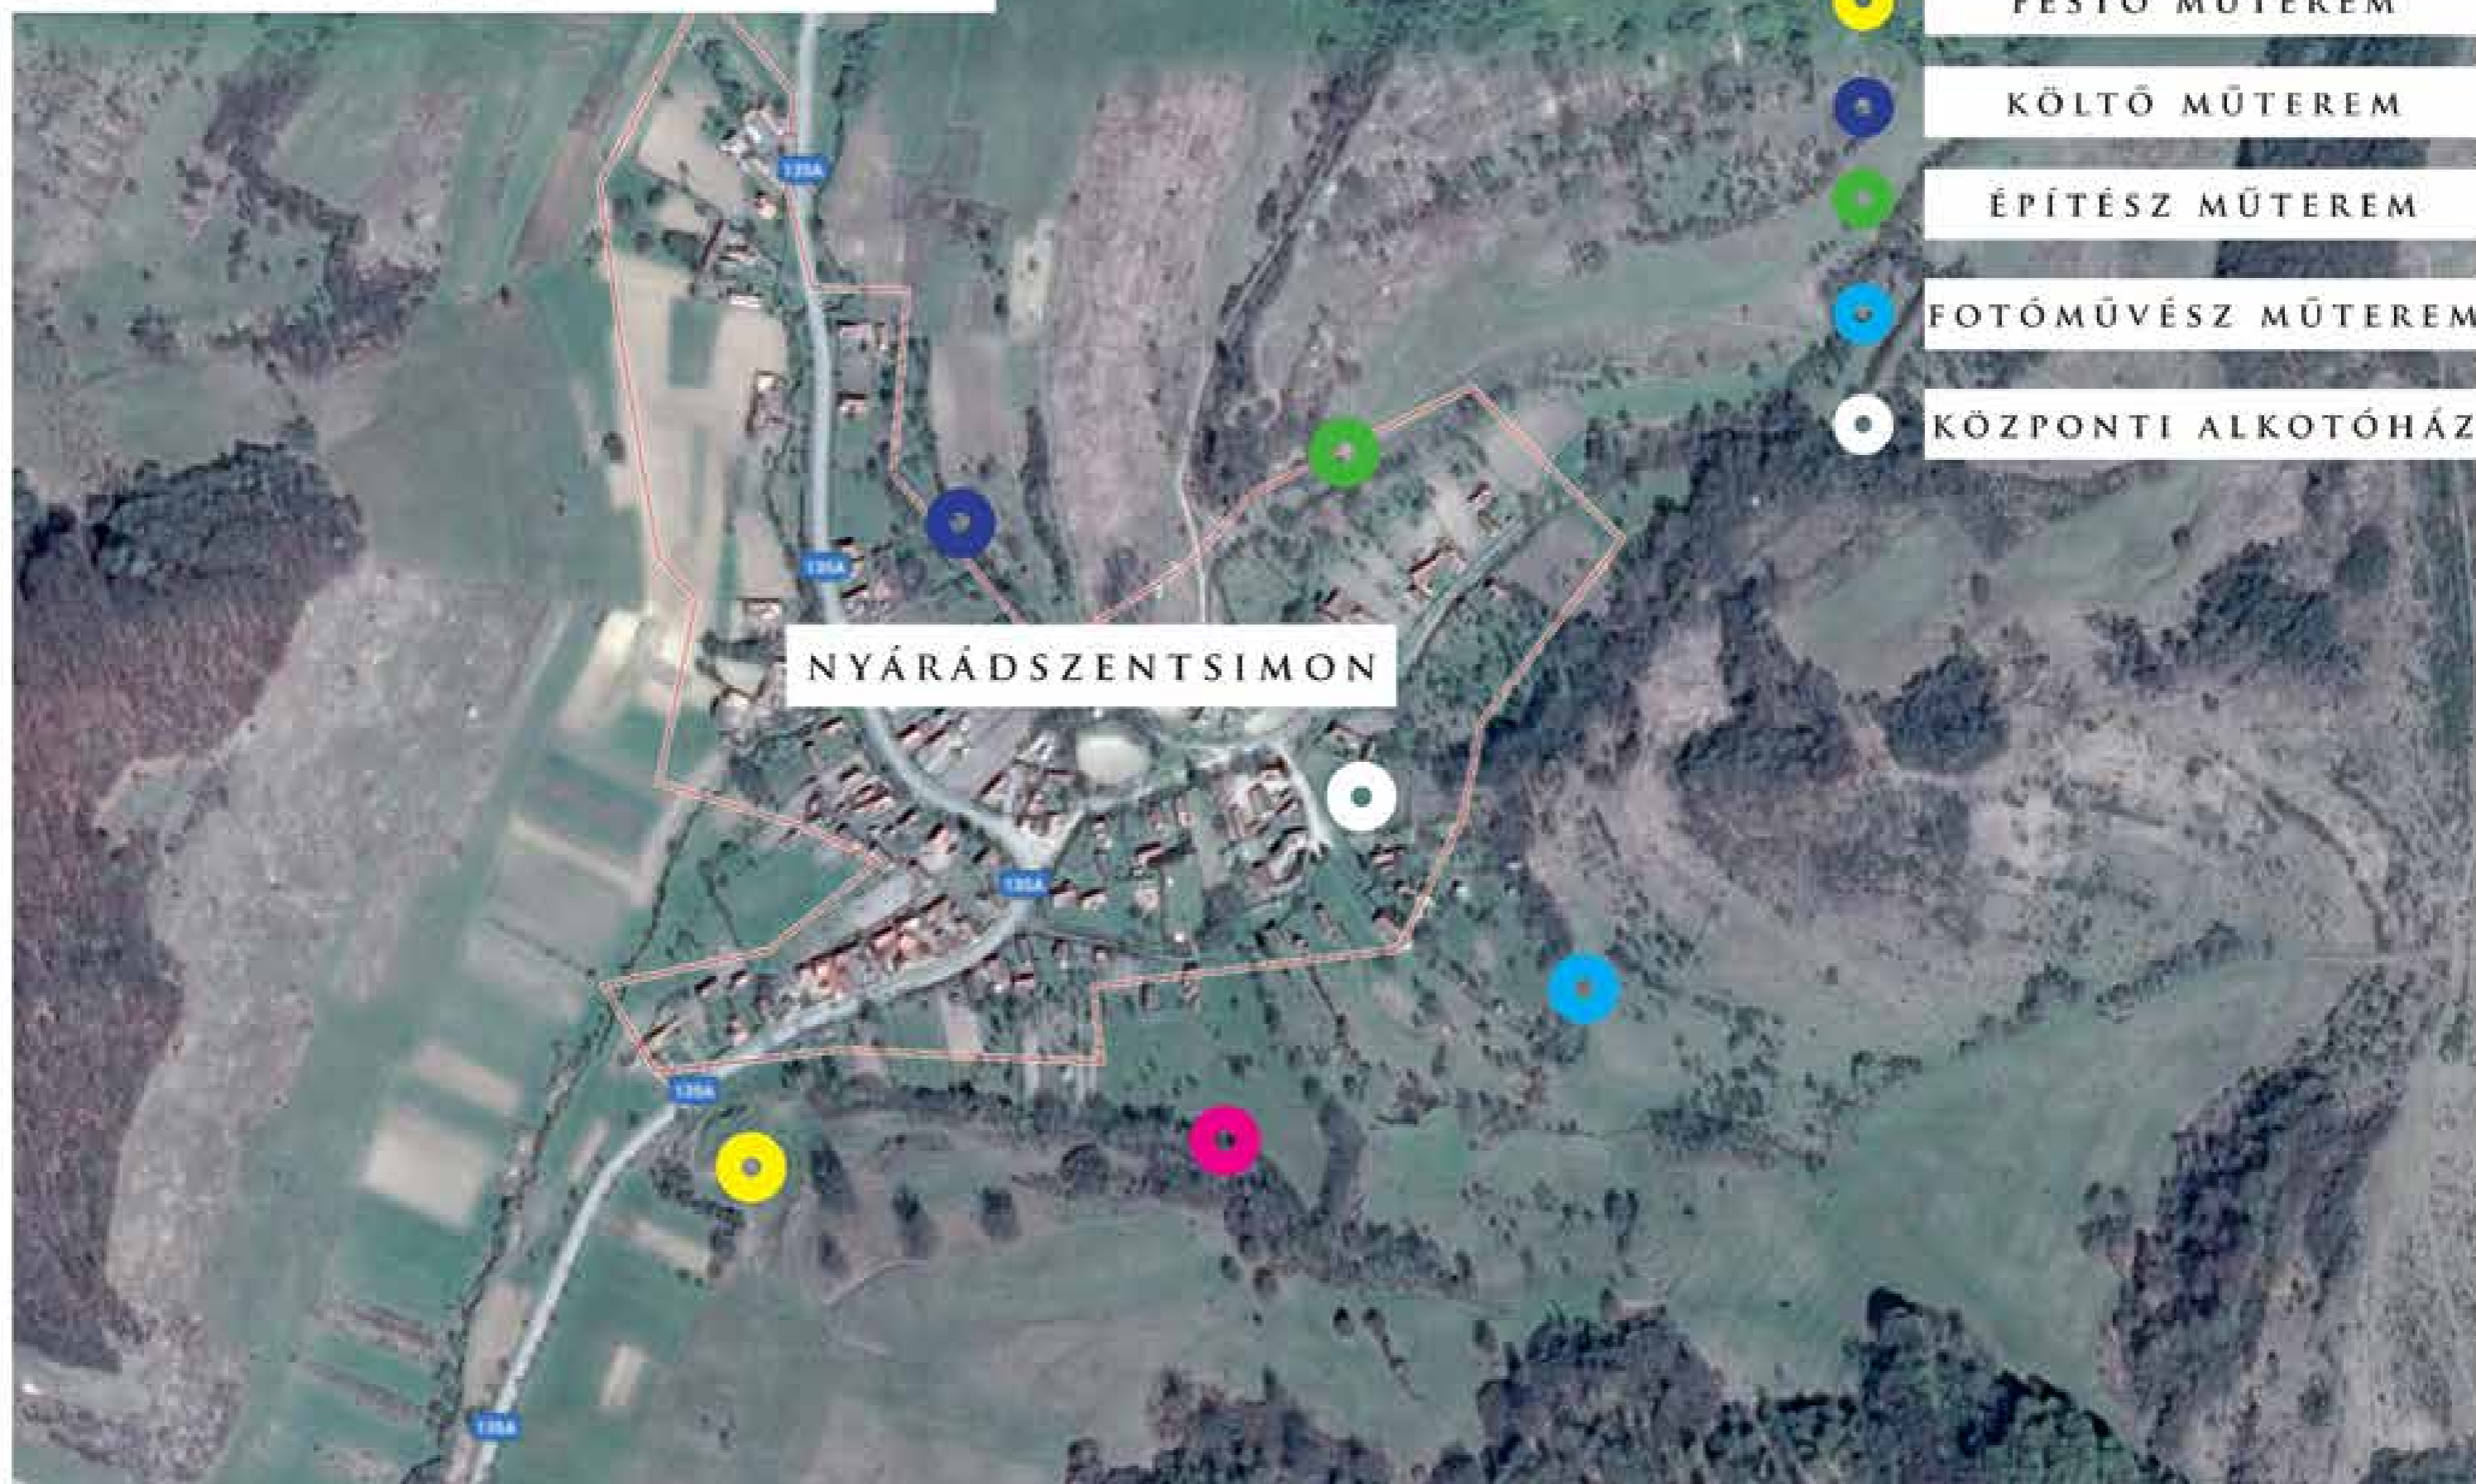 FESTŐ MŰTEREM
KÖLTŐ MŰTEREM
135A
ÉPÍTÉSZ MŰTEREM
FOTÓMŰVÉSZ MŰTEREM
KÖZPONTI ALKOTÓHÁZ
135A
NYÁRÁDSZENTSIMON
135A
135A
135A